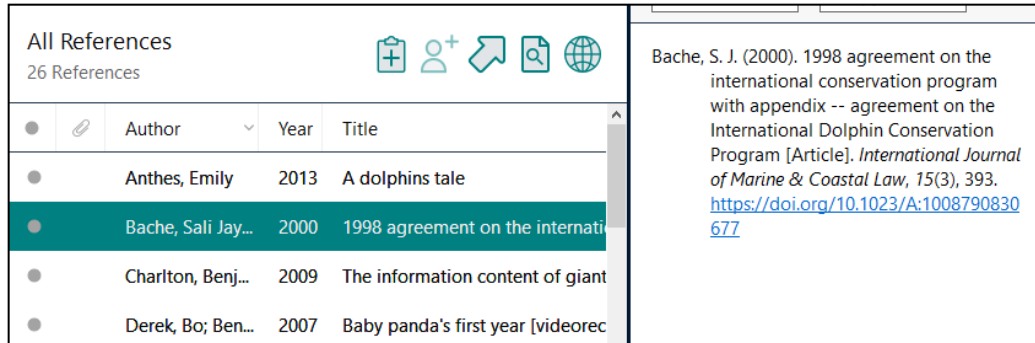 All References
26 References
Author Year Title
Anthes, Emily 2013 A dolphins tale
Bache, Sali Jay... 2000 1998 agreement on the internatio
Charlton, Benj... 2009 The information content of giant
Derek, Bo; Ben... 2007 Baby panda's first year [videorec
Bache, S. J. (2000). 1998 agreement on the
international conservation program
with appendix -- agreement on the
International Dolphin Conservation
Program [Article]. International Journal
of Marine & Coastal Law, 15(3), 393.
https://doi.org/10.1023/A:1008790830
677